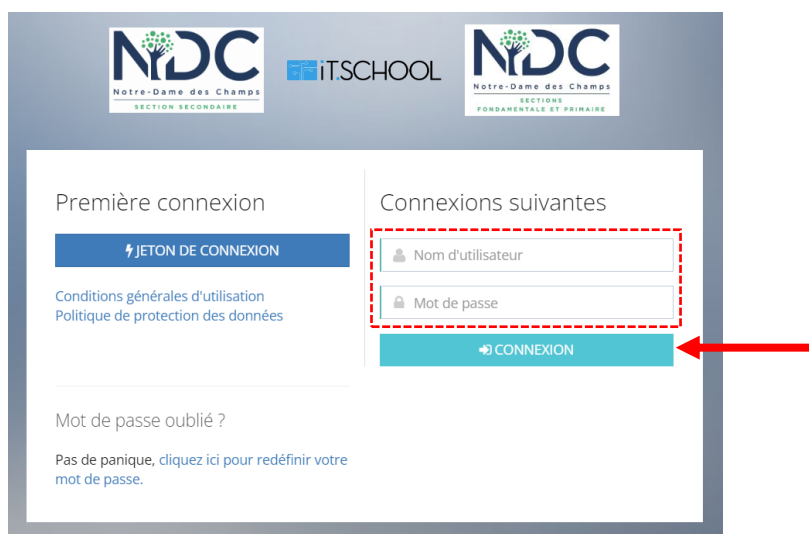 NDC
Notre-Dame des Champs
SECTION SECONDAIRE
iT.SCHOOL
NDC
Notre-Dame des Champs
SECTIONS
FONDAMENTALE ET PRIMAIRE
Première connexion
JETON DE CONNEXION
Conditions générales d'utilisation
Politique de protection des données
Mot de passe oublié ?
Pas de panique, cliquez ici pour redéfinir votre
mot de passe.
Connexions suivantes
Nom d'utilisateur
Mot de passe
CONNEXION